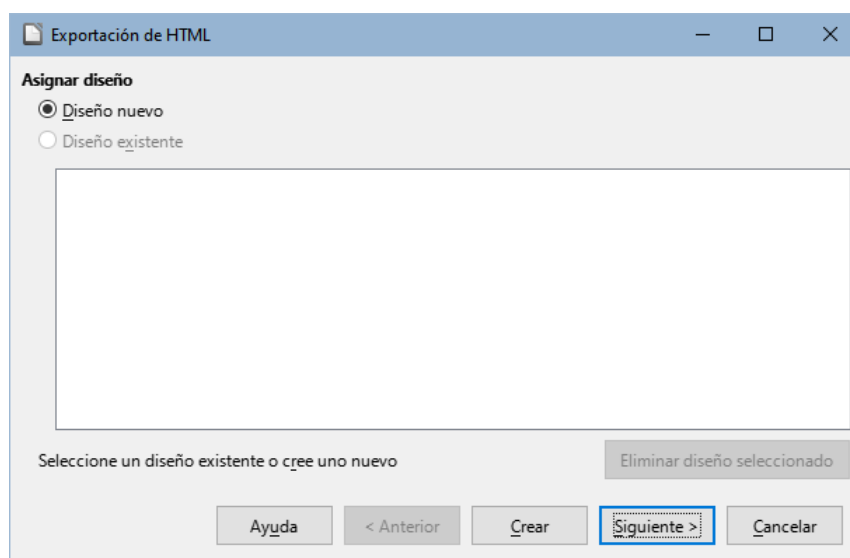 Exportación de HTML
Asignar diseño
Diseño nuevo
Diseño existente
Seleccione un diseño existente o cree uno nuevo
Eliminar diseño seleccionado
Ayuda
< Anterior
Crear
Siguiente >
Cancelar